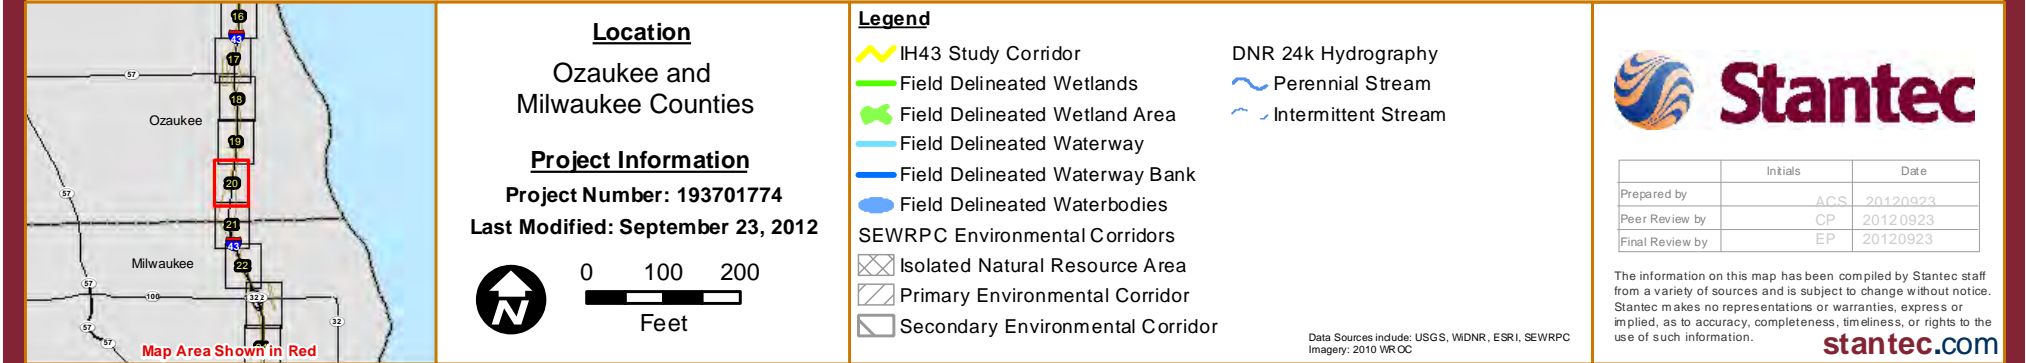 16
43
17
57
18
Ozaukee
19
20
57
21
43
Milwaukee
22
57
100
32
32
57
57
Map Area Shown in Red
Location
Ozaukee and
Milwaukee Counties
Project Information
Project Number: 193701774
Last Modified: September 23, 2012
N
0 100 200
Feet
Legend
IH43 Study Corridor
Field Delineated Wetlands
Field Delineated Wetland Area
Field Delineated Waterway
Field Delineated Waterway Bank
Field Delineated Waterbodies
SEWRPC Environmental Corridors
Isolated Natural Resource Area
Primary Environmental Corridor
Secondary Environmental Corridor
DNR 24k Hydrography
Perennial Stream
Intermittent Stream
Data Sources include: USGS, WiDNR, ESRI, SEWRPC
Imagery: 2010 WROC
Stantec
Initials Date
Prepared by ACS 20120923
Peer Review by CP 20120923
Final Review by EP 20120923
The information on this map has been compiled by Stantec staff
from a variety of sources and is subject to change without notice.
Stantec makes no representations or warranties, express or
implied, as to accuracy, completeness, timeliness, or rights to the
use of such information.
stantec.com